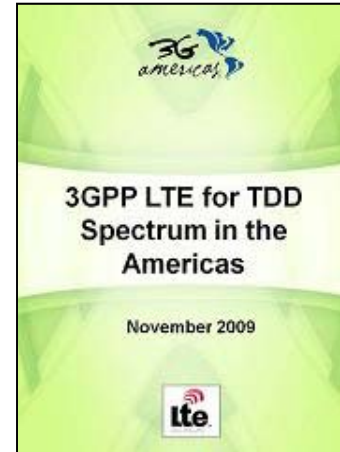 3G
americas
3GPP LTE for TDD
Spectrum in the
Americas
November 2009
lte